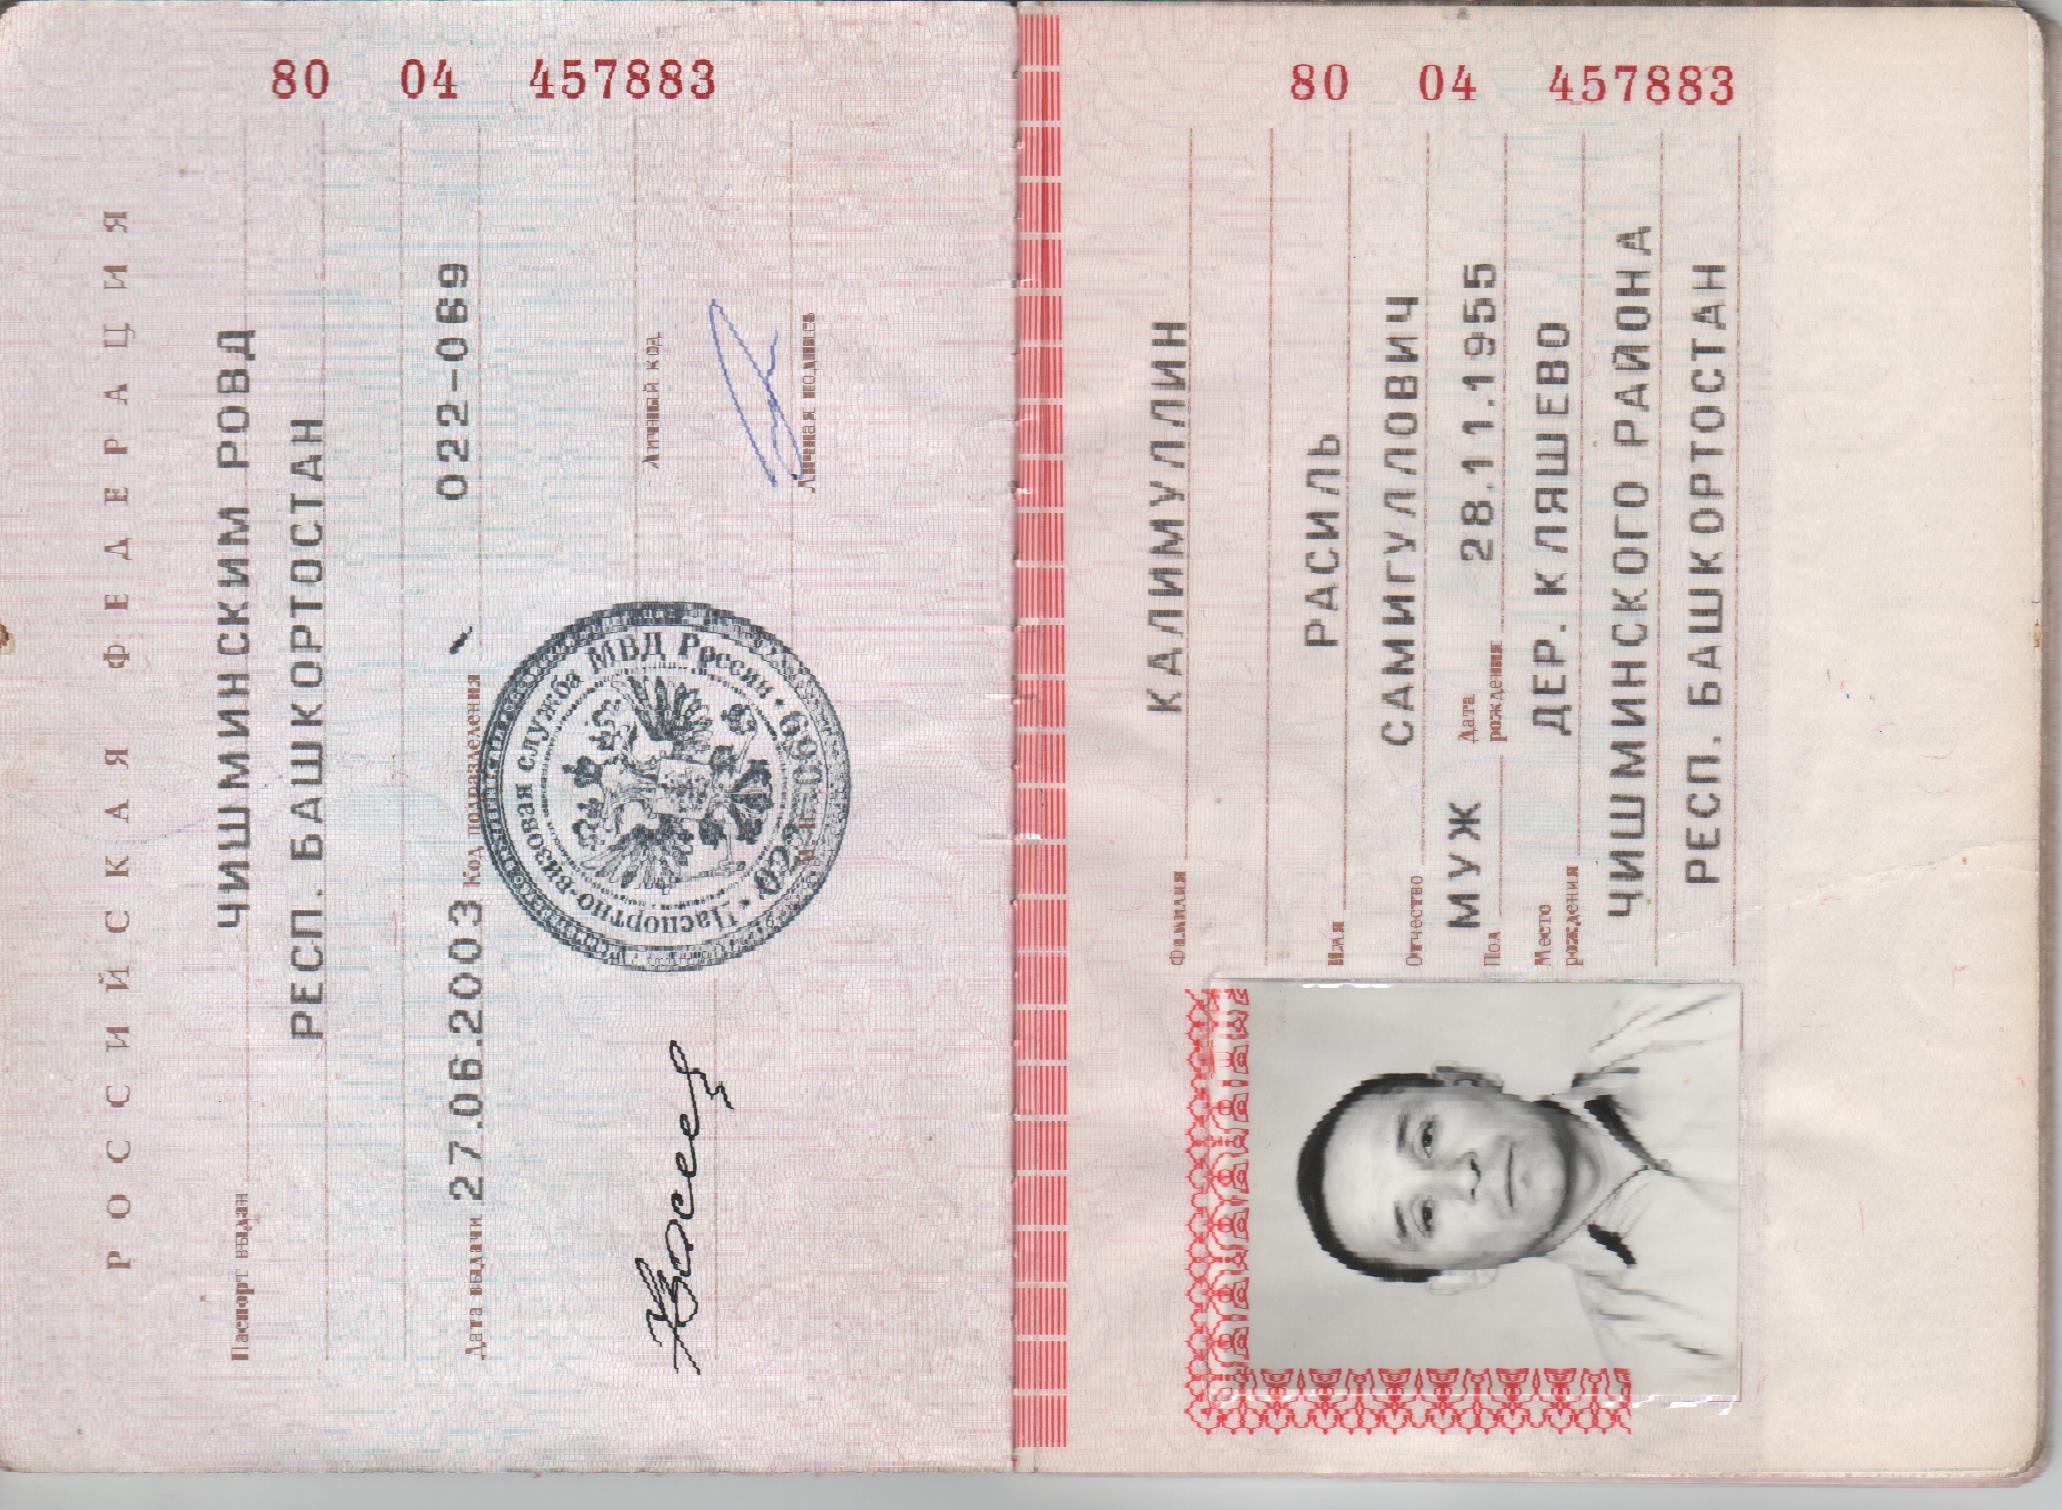 РОССИЙСКАЯ ФЕДЕРАЦИЯ
80 04 457883
Паспорт выдан
ЧИШМИНСКИМ РОВД
РЕСП. БАШКОРТОСТАН
Дата выдачи 27.06.2003 Код подразделения 022-069
Личный код
Личная подпись
Паспортно-визовая служба МВД России
80 04 457883
Фамилия КАЛИМУЛЛИН
Имя РАСИЛЬ
Отчество САМИГУЛЛОВИЧ
Пол МУЖ Дата рождения 28.11.1955
Место рождения ДЕР. КЛЯШЕВО
ЧИШМИНСКОГО РАЙОНА
РЕСП. БАШКОРТОСТАН